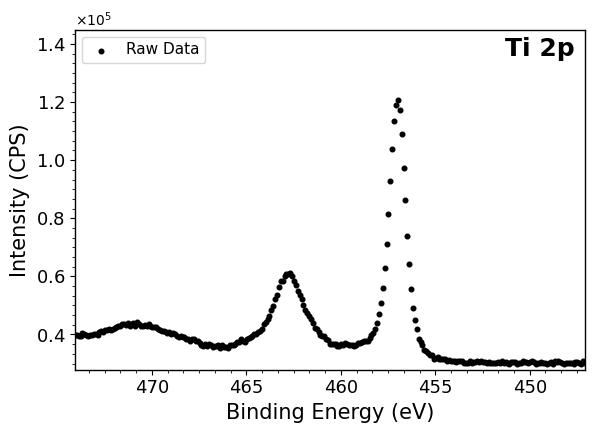 ×10⁵
Raw Data
Ti 2p
1.4
1.2
1.0
0.8
0.6
0.4
Intensity (CPS)
470 465 460 455 450
Binding Energy (eV)